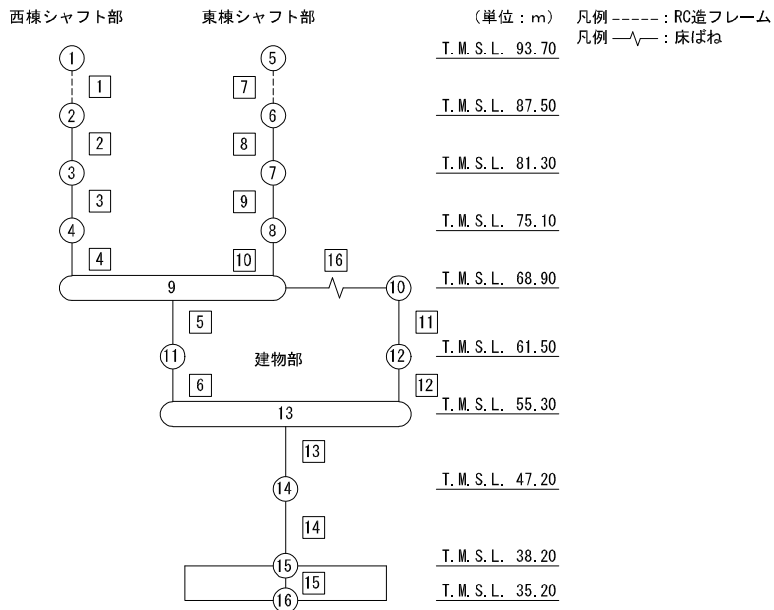 西棟シャフト部 東棟シャフト部 (単位:m) 凡例 ----- : RC造フレーム
凡例 : 床ばね
1 5 T.M.S.L. 93.70
1 7
2 6 T.M.S.L. 87.50
2 8
3 7 T.M.S.L. 81.30
3 9
4 8 T.M.S.L. 75.10
4 10 16
9 10 T.M.S.L. 68.90
5 11
11 建物部 12 T.M.S.L. 61.50
6 12
13 T.M.S.L. 55.30
13
14 T.M.S.L. 47.20
14
15 T.M.S.L. 38.20
15
16 T.M.S.L. 35.20